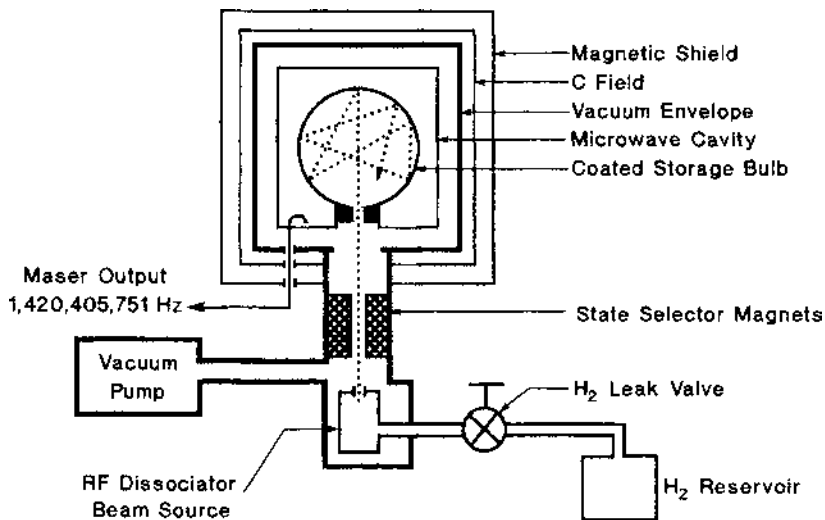 Magnetic Shield
C Field
Vacuum Envelope
Microwave Cavity
Coated Storage Bulb
Maser Output
1,420,405,751 Hz
State Selector Magnets
Vacuum
Pump
H₂ Leak Valve
RF Dissociator
Beam Source
H₂ Reservoir